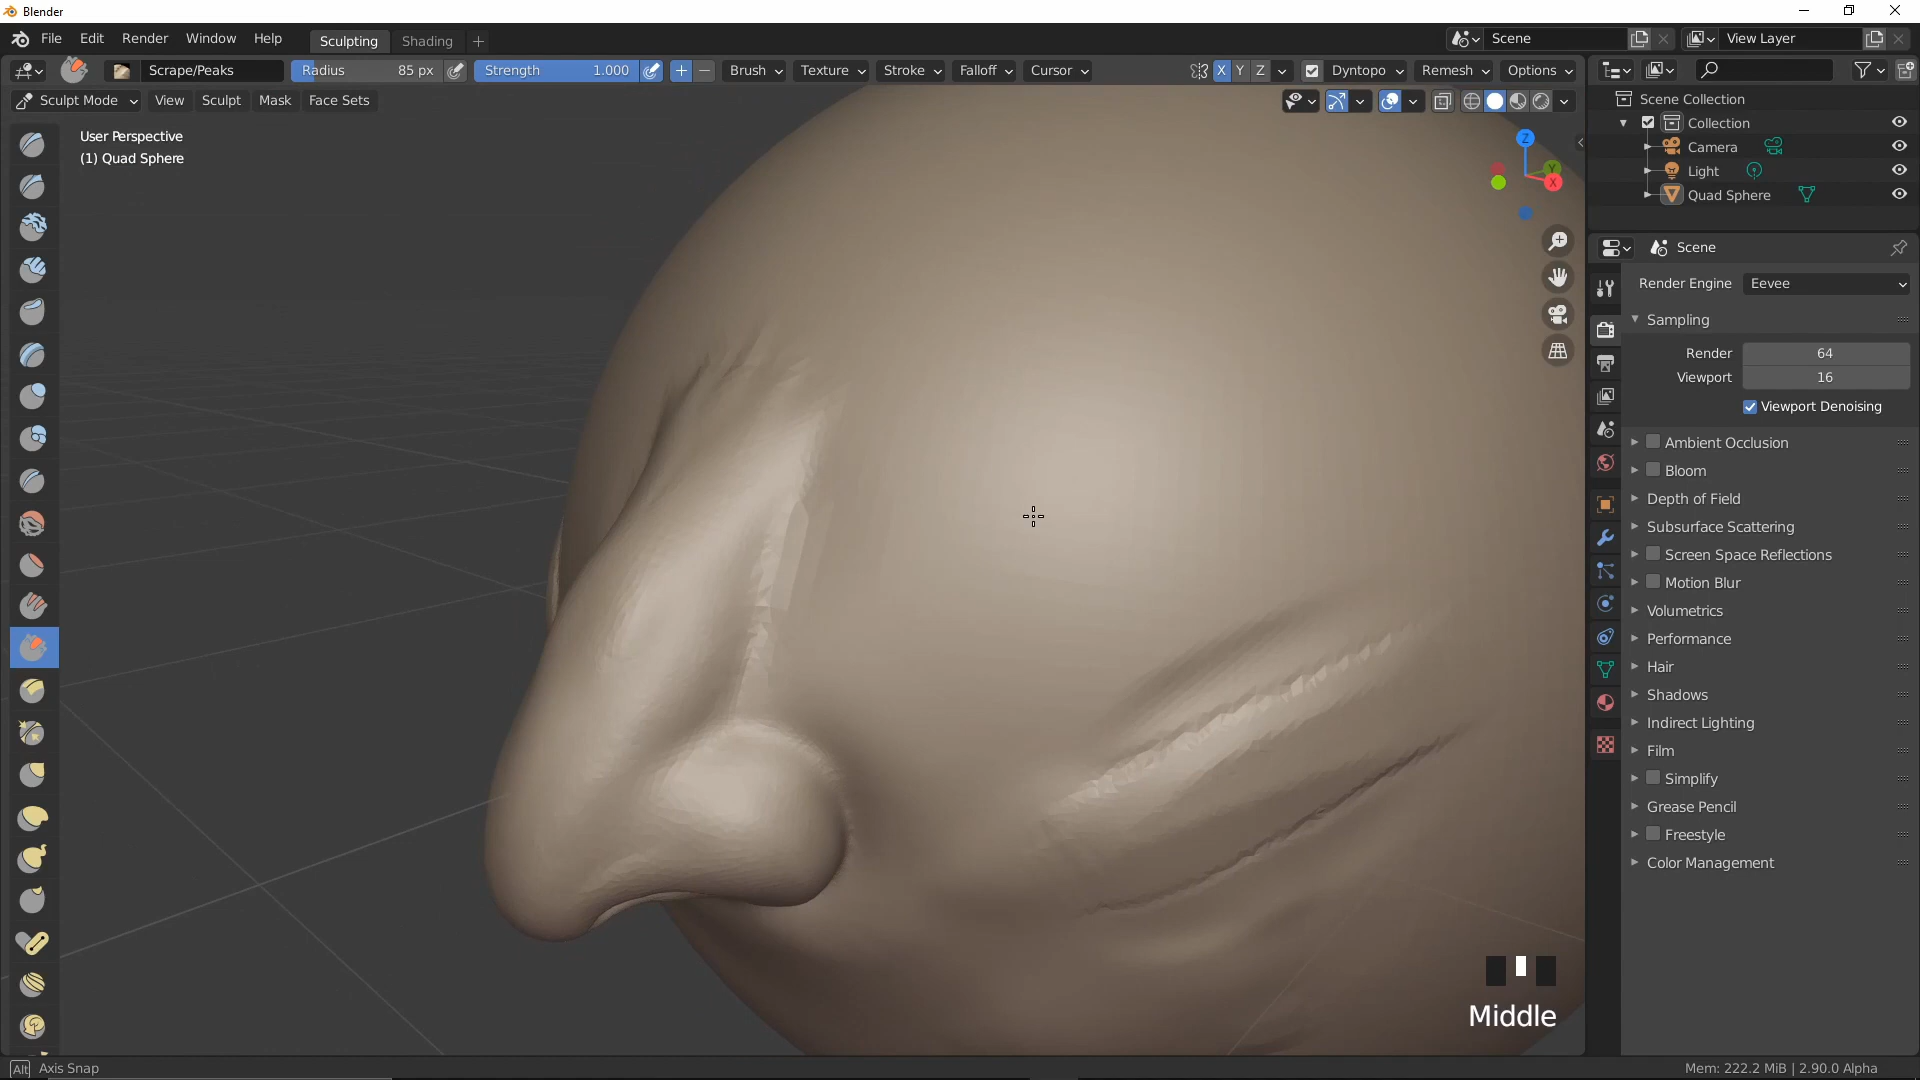 Blender
File Edit Render Window Help Sculpting Shading + Scene View Layer
Scrape/Peaks Radius 85 px Strength 1.000 + − Brush Texture Stroke Falloff Cursor X Y Z Dyntopo Remesh Options
Sculpt Mode View Sculpt Mask Face Sets
User Perspective
(1) Quad Sphere
Z
Y
X
Scene Collection
Collection
Camera
Light
Quad Sphere
Scene
Render Engine Eevee
Sampling
Render 64
Viewport 16
Viewport Denoising
Ambient Occlusion
Bloom
Depth of Field
Subsurface Scattering
Screen Space Reflections
Motion Blur
Volumetrics
Performance
Hair
Shadows
Indirect Lighting
Film
Simplify
Grease Pencil
Freestyle
Color Management
Middle
Alt Axis Snap
Mem: 222.2 MiB | 2.90.0 Alpha